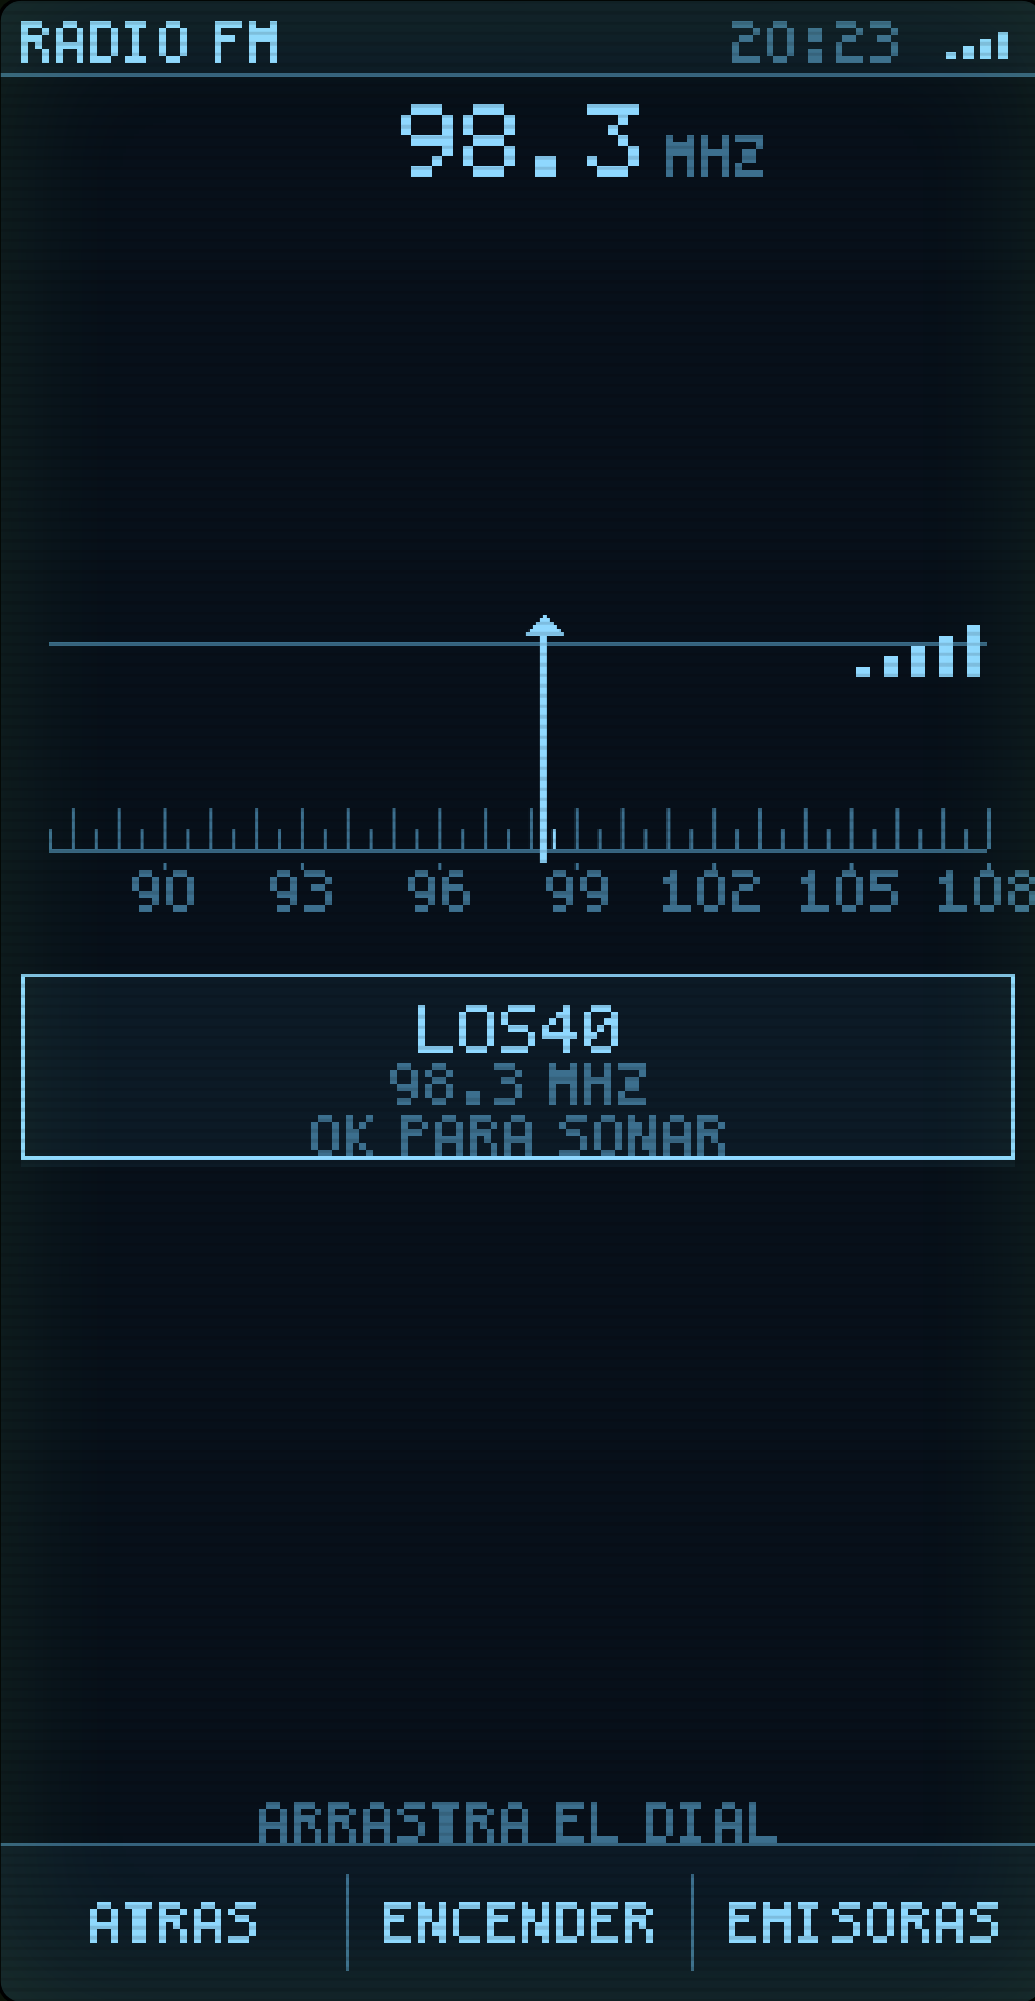 RADIO FM 20:23
98.3 MHZ
90 93 96 99 102 105 108
LOS40
98.3 MHZ
OK PARA SONAR
ARRASTRA EL DIAL
ATRAS ENCENDER EMISORAS